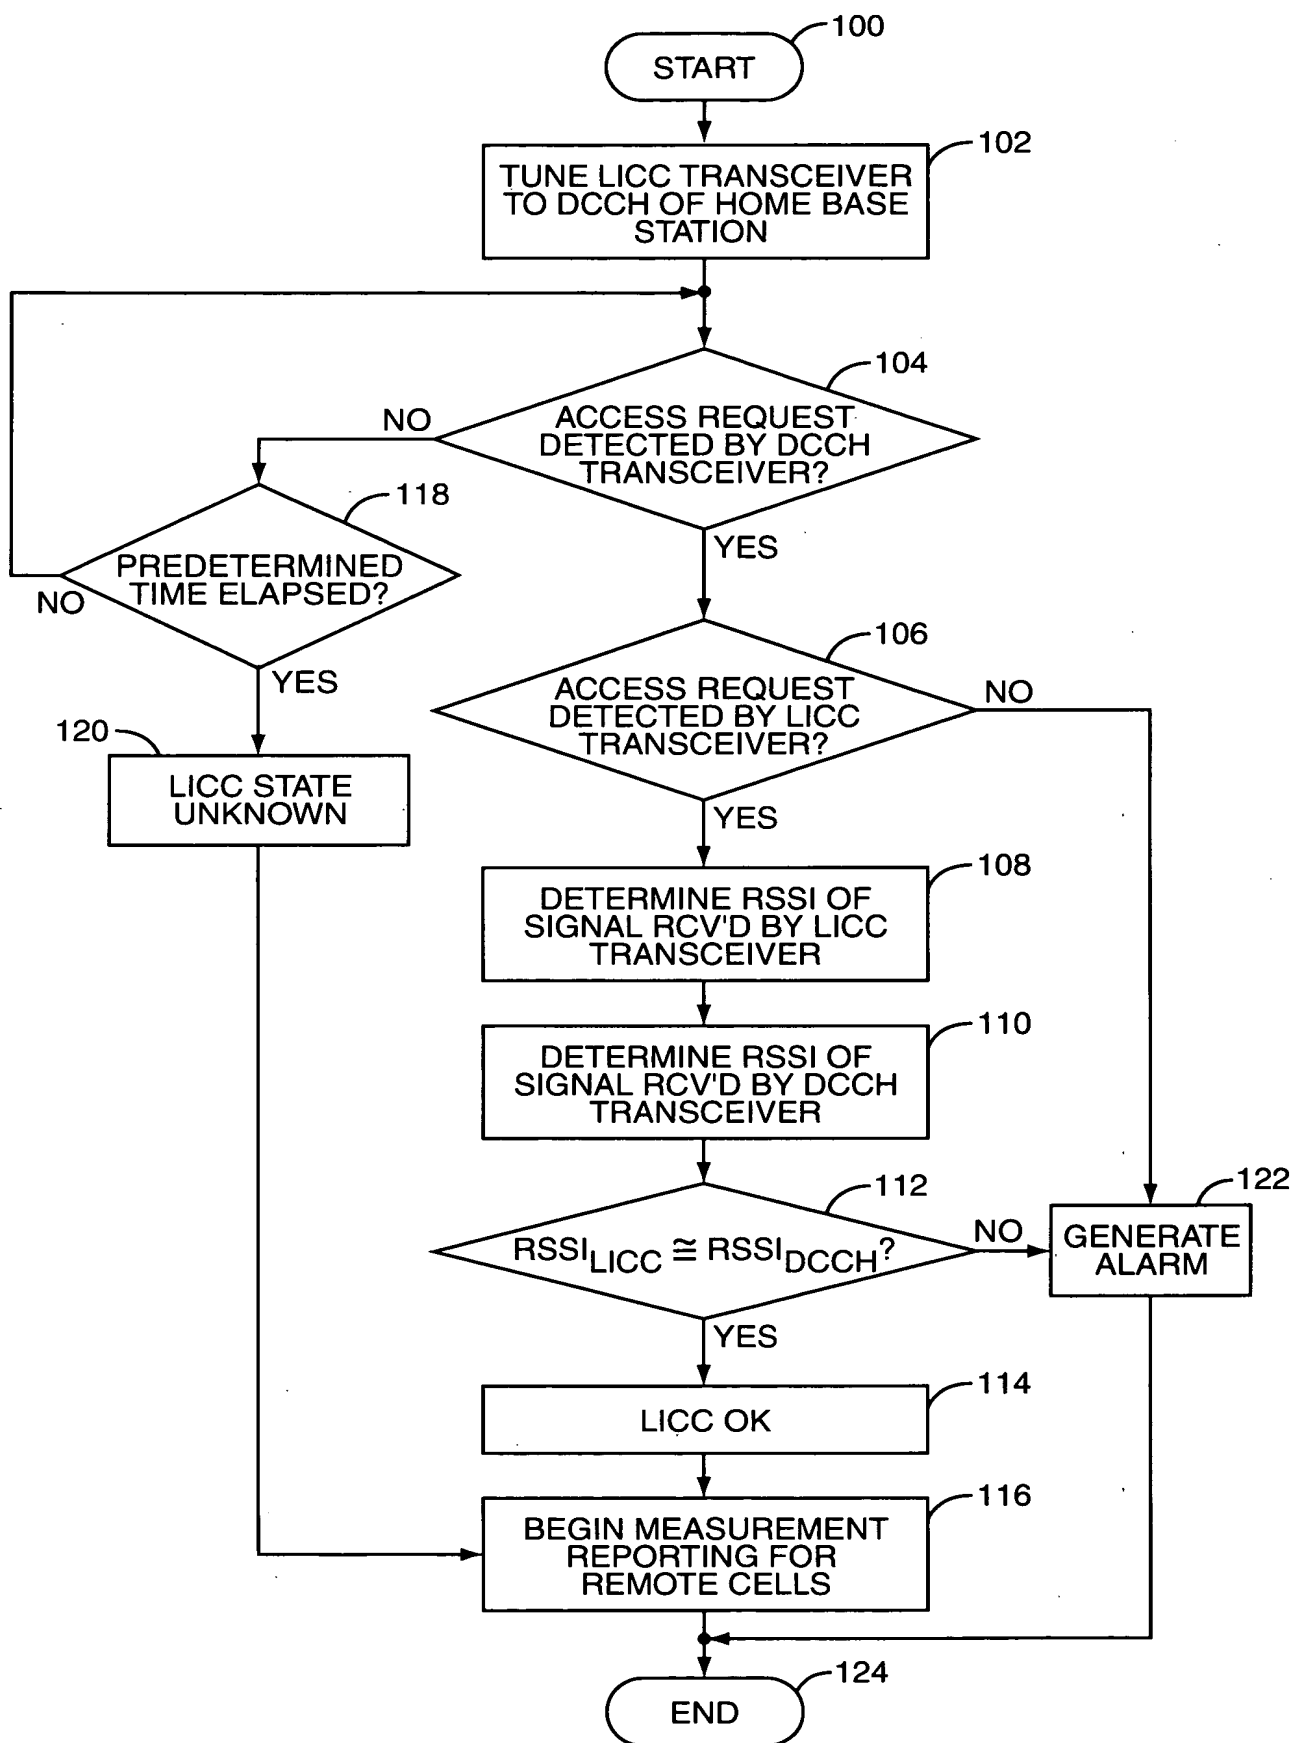 100
START
102
TUNE LICC TRANSCEIVER
TO DCCH OF HOME BASE
STATION
104
ACCESS REQUEST
DETECTED BY DCCH
TRANSCEIVER?
NO
YES
118
PREDETERMINED
TIME ELAPSED?
NO
YES
106
ACCESS REQUEST
DETECTED BY LICC
TRANSCEIVER?
NO
YES
120
LICC STATE
UNKNOWN
108
DETERMINE RSSI OF
SIGNAL RCV'D BY LICC
TRANSCEIVER
110
DETERMINE RSSI OF
SIGNAL RCV'D BY DCCH
TRANSCEIVER
112
RSSI LICC ≅ RSSI DCCH?
NO
YES
122
GENERATE
ALARM
114
LICC OK
116
BEGIN MEASUREMENT
REPORTING FOR
REMOTE CELLS
124
END